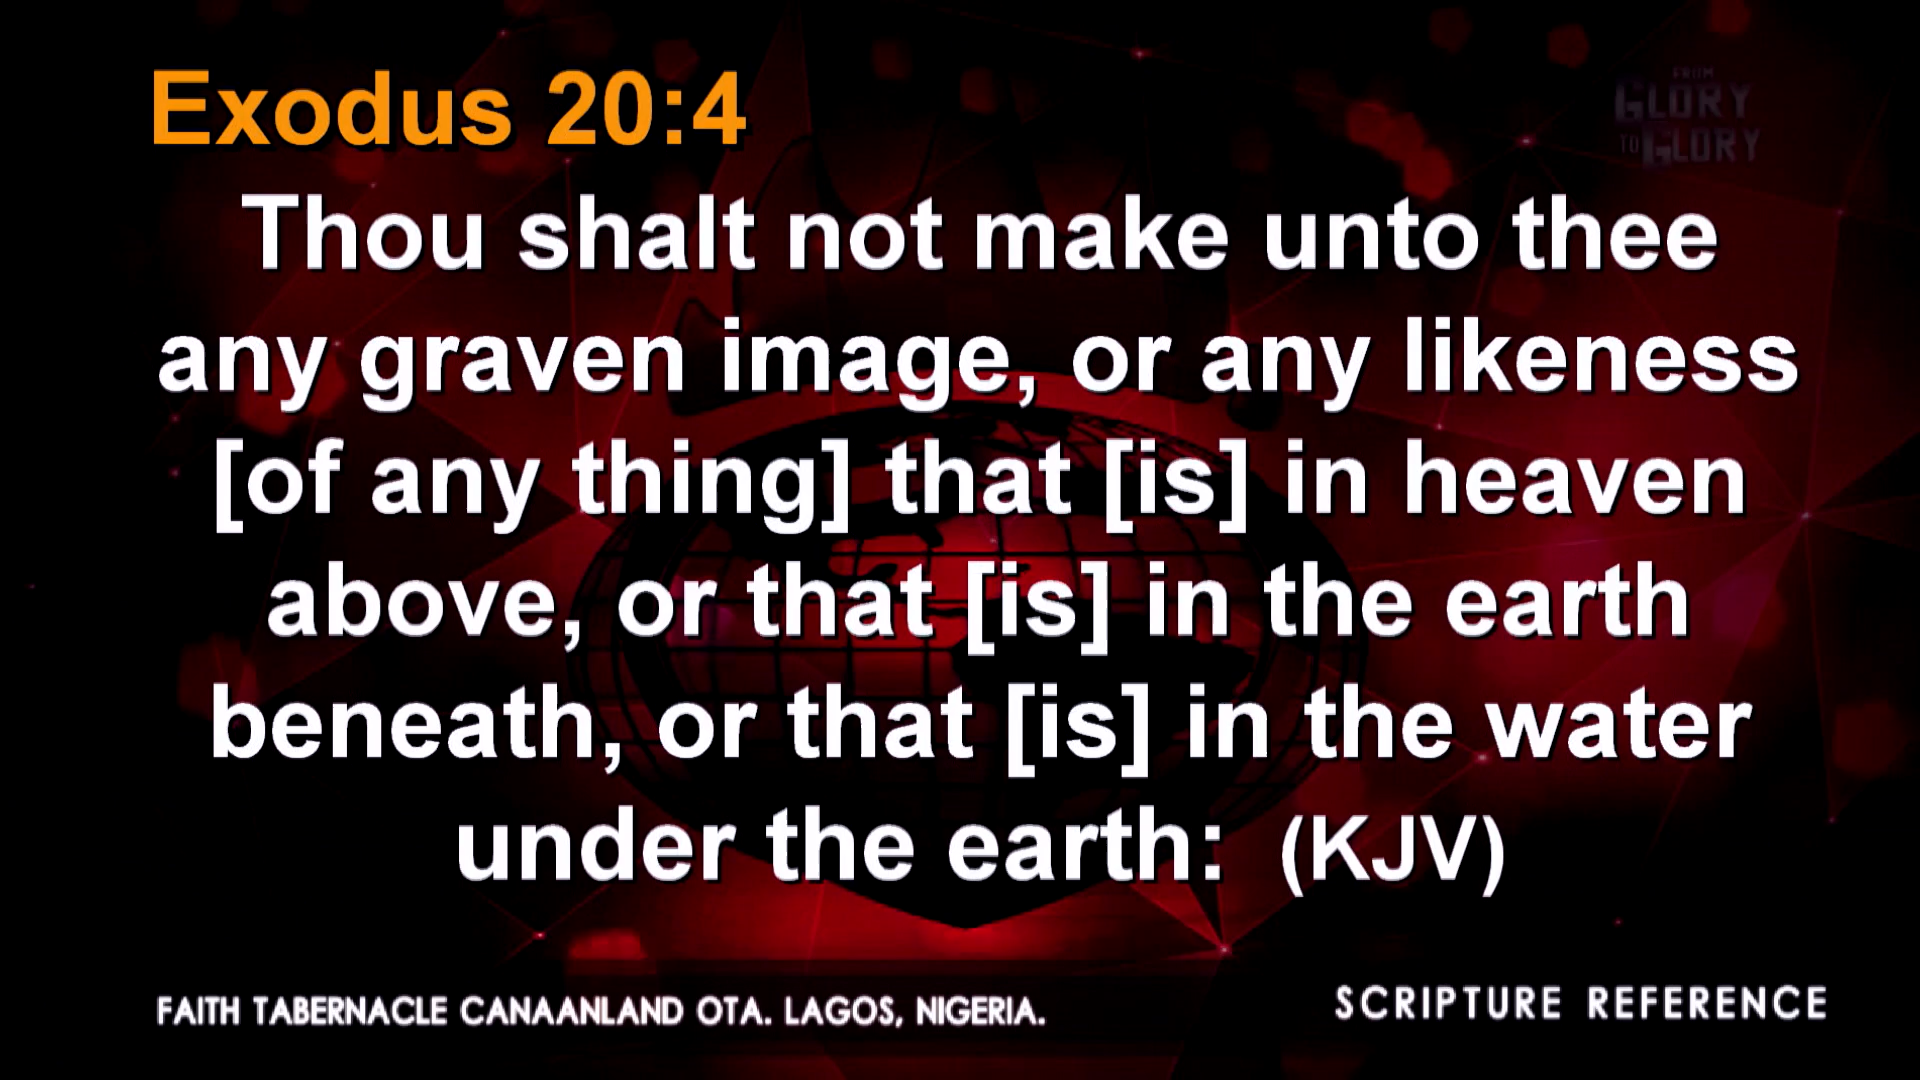 Exodus 20:4
FROM
GLORY
TO GLORY
Thou shalt not make unto thee
any graven image, or any likeness
[of any thing] that [is] in heaven
above, or that [is] in the earth
beneath, or that [is] in the water
under the earth: (KJV)
FAITH TABERNACLE CANAANLAND OTA. LAGOS, NIGERIA.
SCRIPTURE REFERENCE